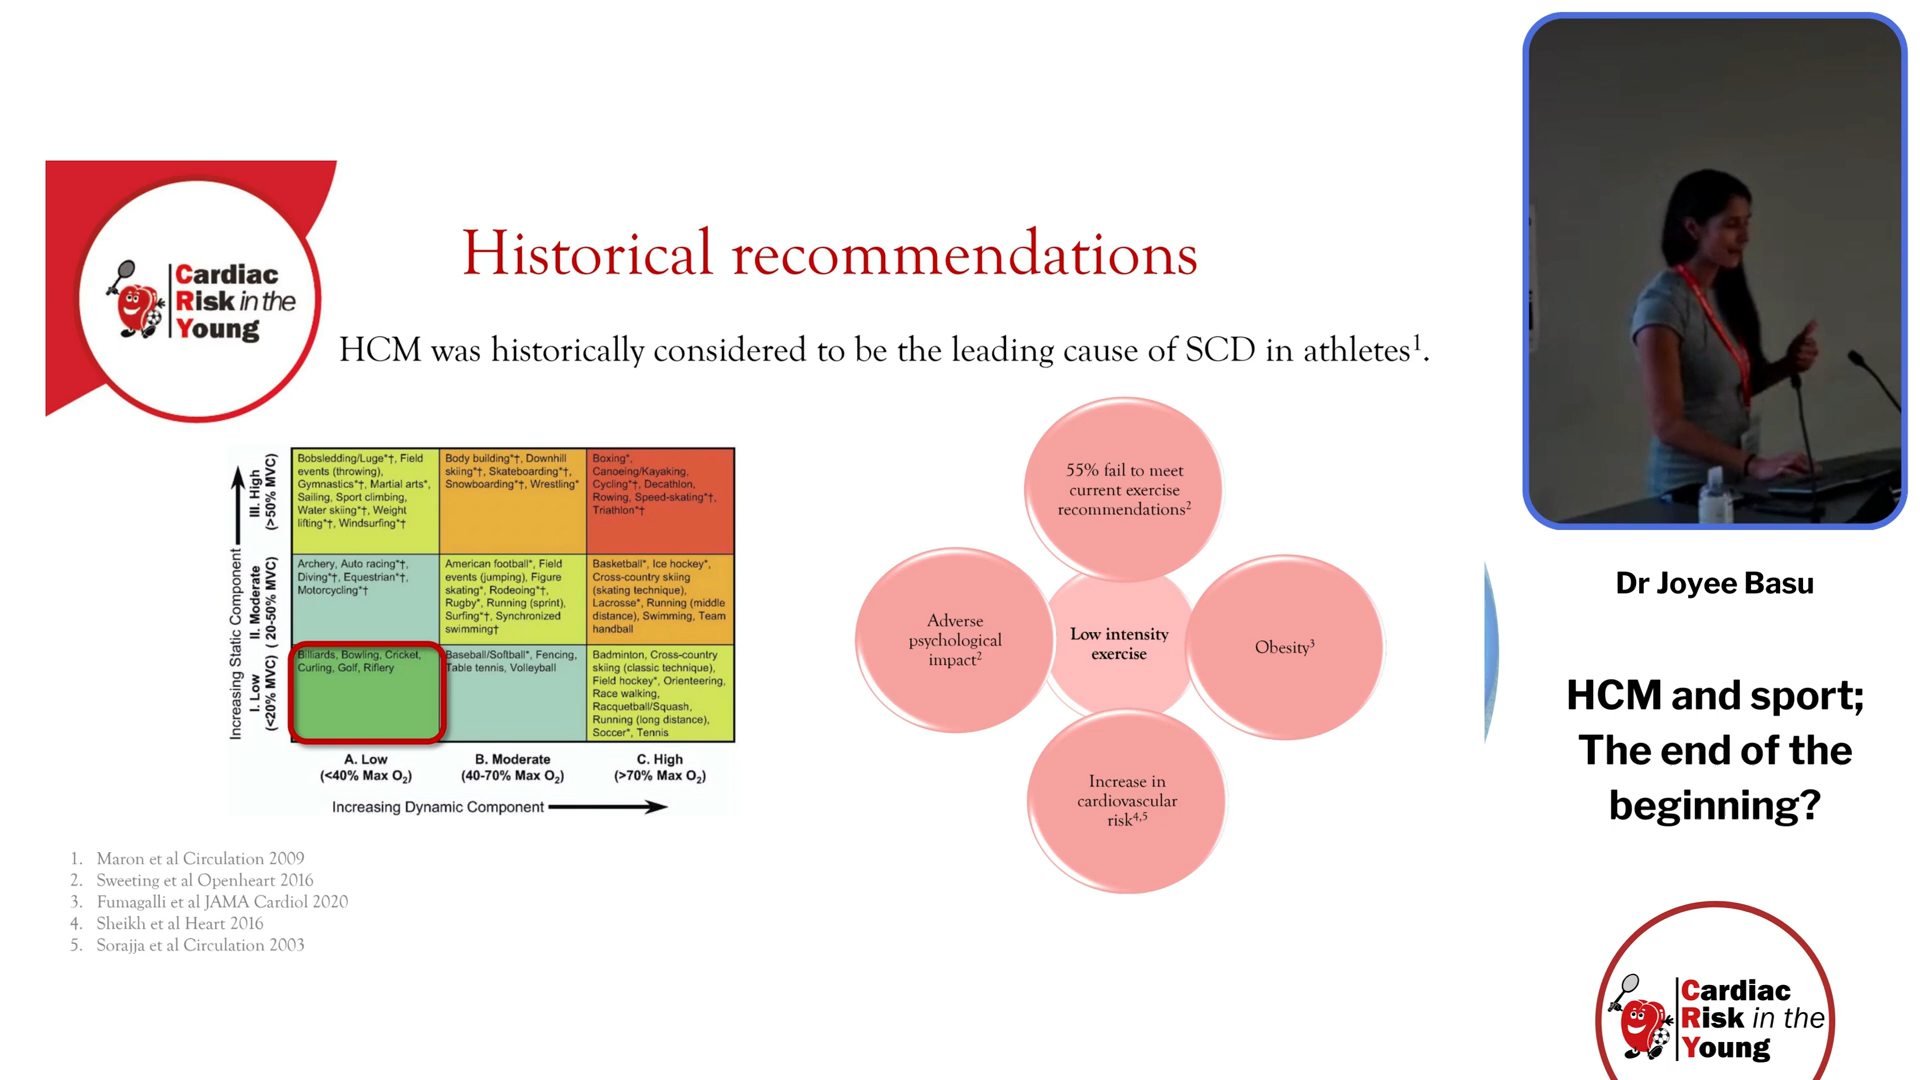 Cardiac
Risk in the
Young
Historical recommendations
HCM was historically considered to be the leading cause of SCD in athletes¹.
Increasing Static Component
III. High
(>50% MVC)
II. Moderate
(20-50% MVC)
I. Low
(<20% MVC)
Bobsledding/Luge*†, Field
events (throwing),
Gymnastics*†, Martial arts*,
Sailing, Sport climbing,
Water skiing*†, Weight
lifting*†, Windsurfing*†
Body building*†, Downhill
skiing*†, Skateboarding*†,
Snowboarding*†, Wrestling*
Boxing*,
Canoeing/Kayaking,
Cycling*†, Decathlon,
Rowing, Speed-skating*†,
Triathlon*†
Archery, Auto racing*†,
Diving*†, Equestrian*†,
Motorcycling*†
American football*, Field
events (jumping), Figure
skating*, Rodeoing*†,
Rugby*, Running (sprint),
Surfing*†, Synchronized
swimming†
Basketball*, Ice hockey*,
Cross-country skiing
(skating technique),
Lacrosse*, Running (middle
distance), Swimming, Team
handball
Billiards, Bowling, Cricket,
Curling, Golf, Riflery
Baseball/Softball*, Fencing,
Table tennis, Volleyball
Badminton, Cross-country
skiing (classic technique),
Field hockey*, Orienteering,
Race walking,
Racquetball/Squash,
Running (long distance),
Soccer*, Tennis
A. Low
(<40% Max O₂)
B. Moderate
(40-70% Max O₂)
C. High
(>70% Max O₂)
Increasing Dynamic Component
55% fail to meet
current exercise
recommendations²
Adverse
psychological
impact²
Low intensity
exercise
Obesity³
Increase in
cardiovascular
risk⁴,⁵
1. Maron et al Circulation 2009
2. Sweeting et al Openheart 2016
3. Fumagalli et al JAMA Cardiol 2020
4. Sheikh et al Heart 2016
5. Sorajja et al Circulation 2003
Dr Joyee Basu
HCM and sport;
The end of the
beginning?
Cardiac
Risk in the
Young